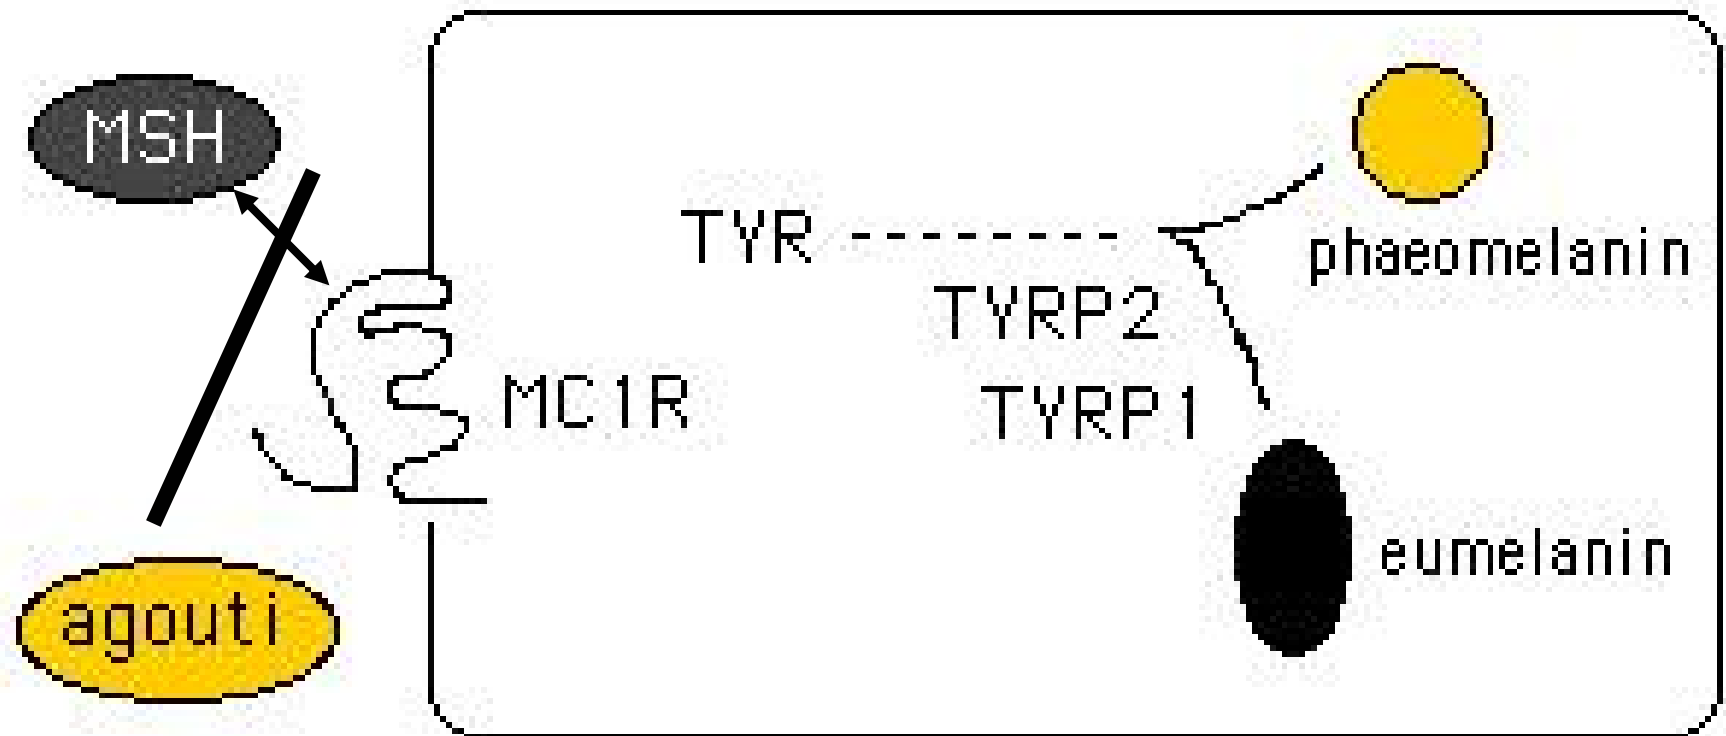 MSH
TYR
phaeomelanin
TYRP2
MC1R
TYRP1
eumelanin
agouti